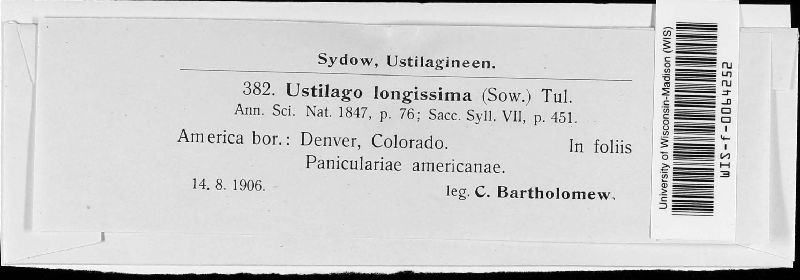 Sydow, Ustilagineen.
382. Ustilago longissima (Sow.) Tul.
Ann. Sci. Nat. 1847, p. 76; Sacc. Syll. VII, p. 451.
America bor.: Denver, Colorado. In foliis
Paniculariae americanae.
14. 8. 1906. leg. C. Bartholomew.
University of Wisconsin-Madison (WIS)
WIS-f-0064252